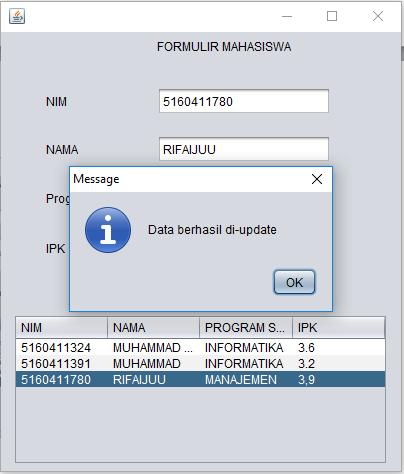 FORMULIR MAHASISWA
NIM 5160411780
NAMA RIFAIJUU
Message
Prog
Data berhasil di-update
IPK
OK
NIM NAMA PROGRAM S... IPK
5160411324 MUHAMMAD ... INFORMATIKA 3.6
5160411391 MUHAMMAD INFORMATIKA 3.2
5160411780 RIFAIJUU MANAJEMEN 3,9